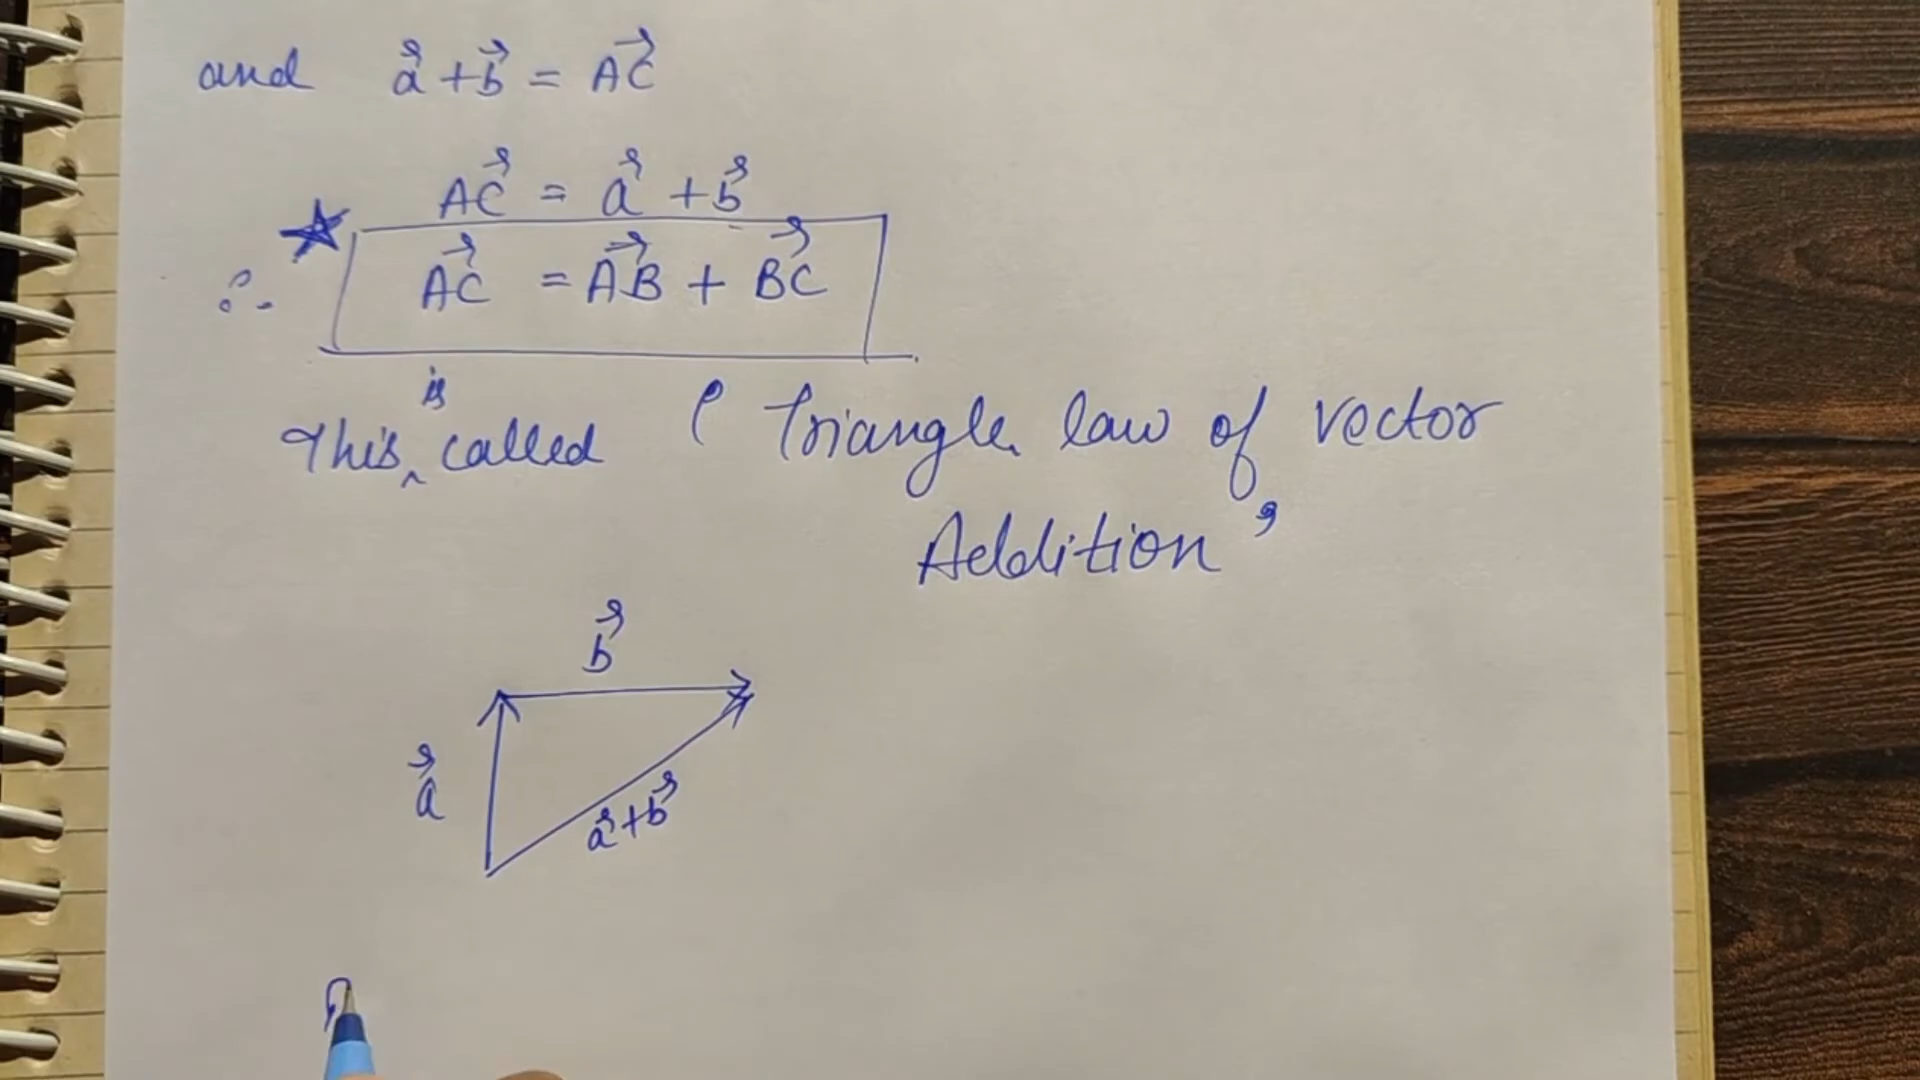 and a⃗ + b⃗ = AC⃗
AC⃗ = a⃗ + b⃗
∴ AC⃗ = AB⃗ + BC⃗
This is called ‘ Triangle law of vector
Addition ’
b⃗
a⃗
a⃗+b⃗